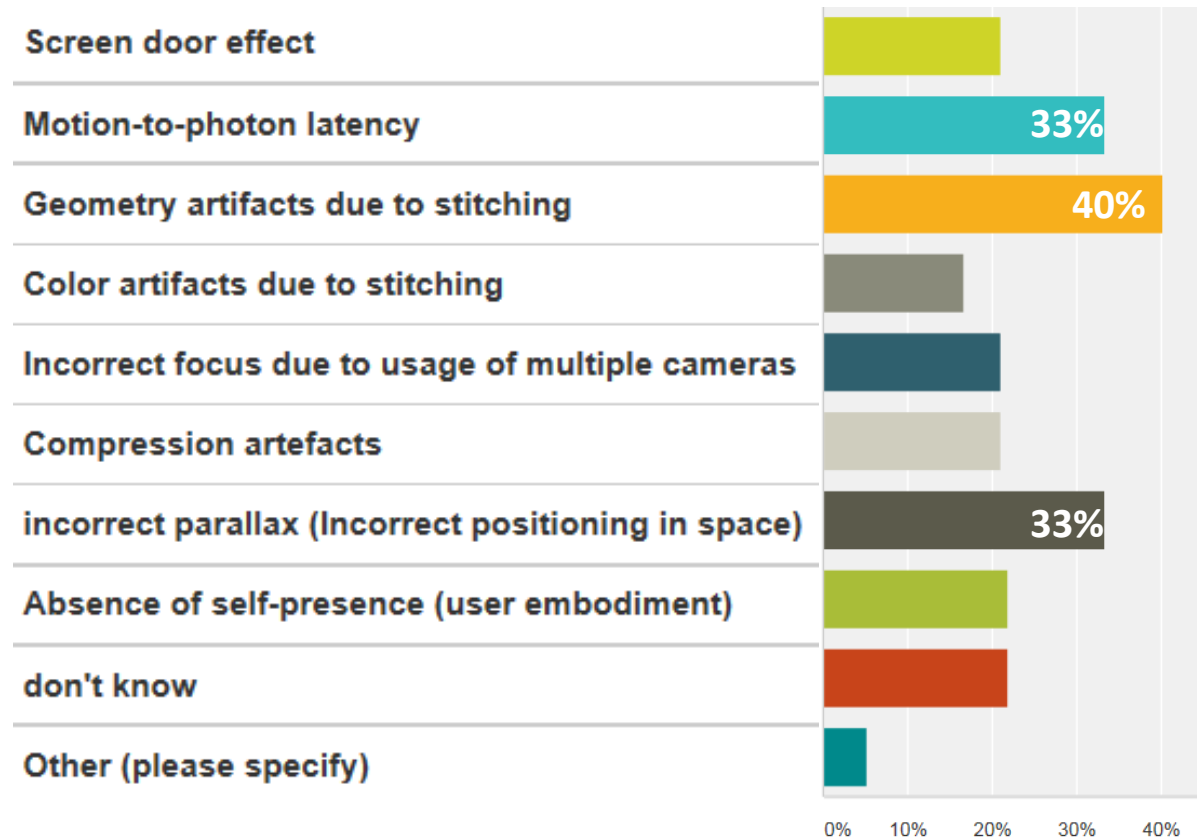 Screen door effect
Motion-to-photon latency
33%
Geometry artifacts due to stitching
40%
Color artifacts due to stitching
Incorrect focus due to usage of multiple cameras
Compression artefacts
incorrect parallax (Incorrect positioning in space)
33%
Absence of self-presence (user embodiment)
don't know
Other (please specify)
0% 10% 20% 30% 40%